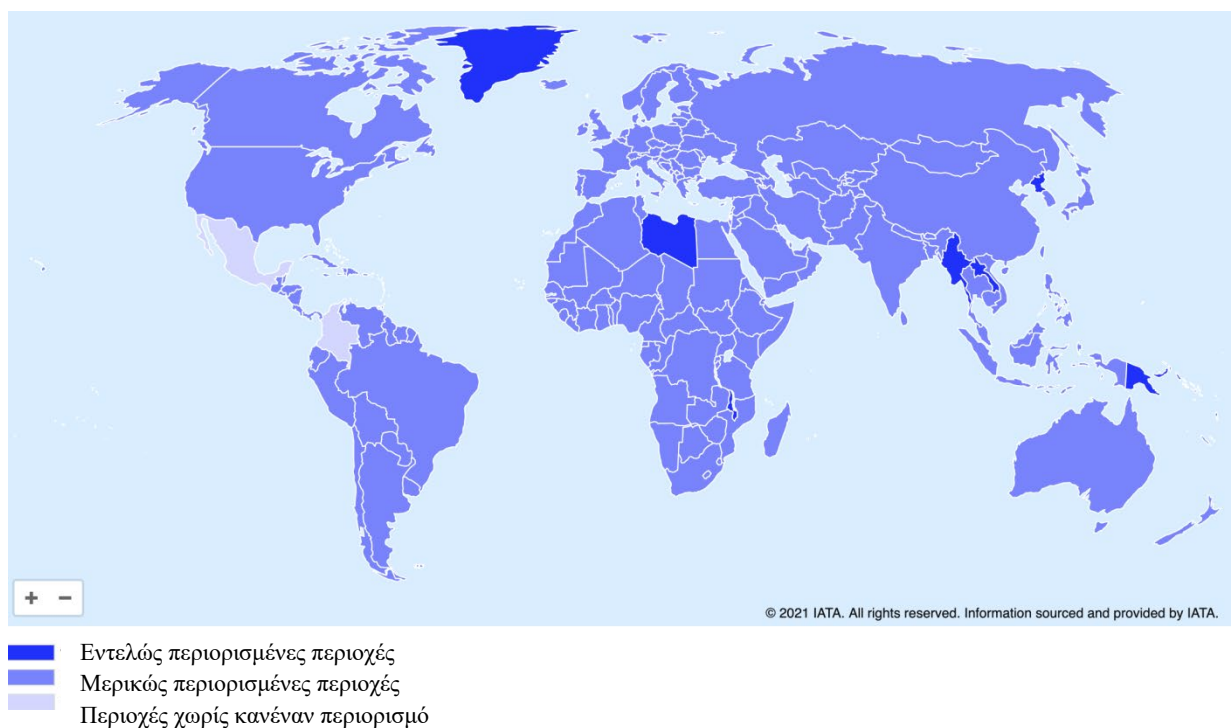 + −
© 2021 IATA. All rights reserved. Information sourced and provided by IATA.
Εντελώς περιορισμένες περιοχές
Μερικώς περιορισμένες περιοχές
Περιοχές χωρίς κανέναν περιορισμό